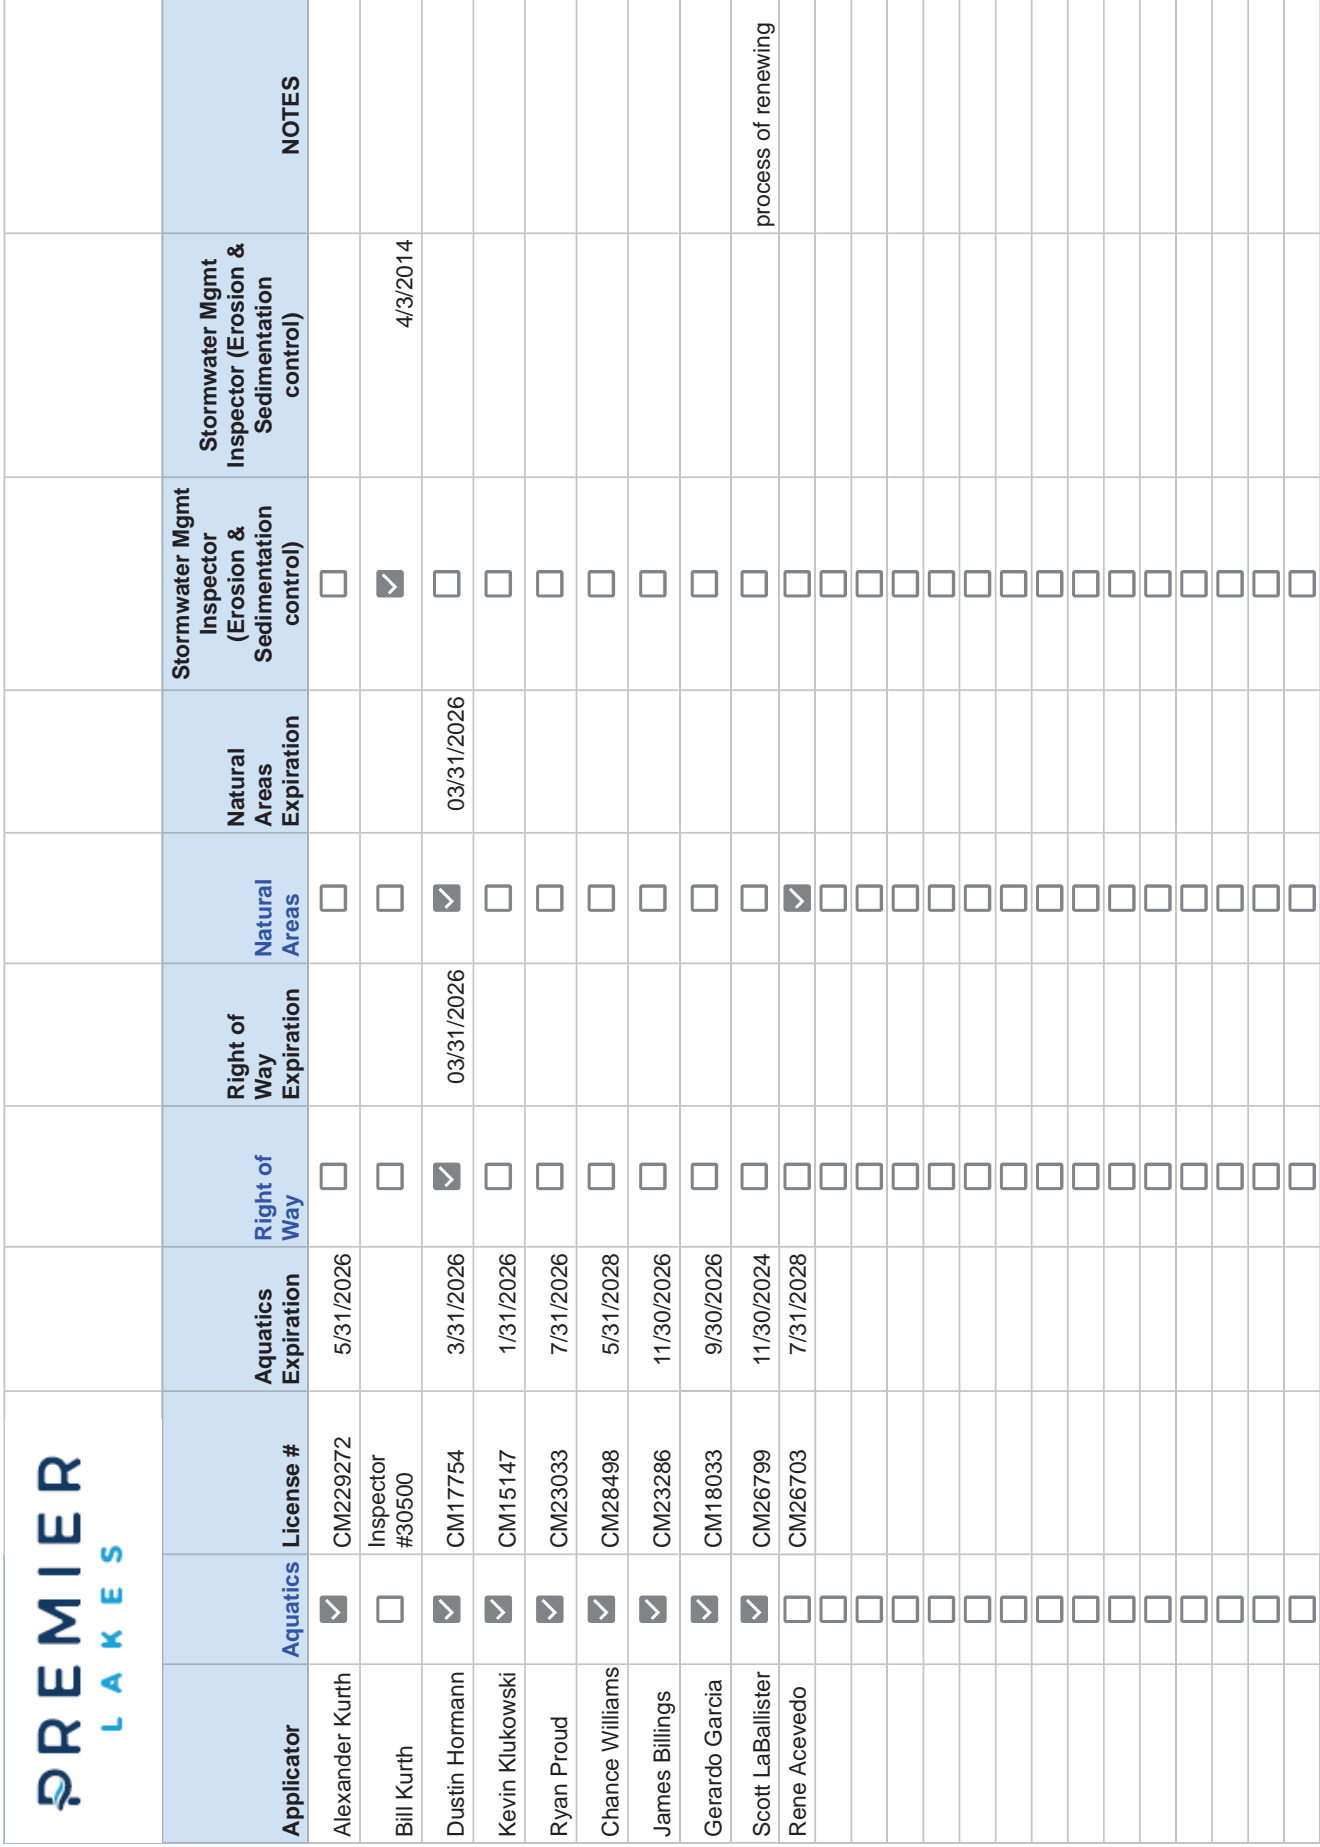 PREMIER
LAKES
Applicator Aquatics License # Aquatics Expiration Right of Way Right of Way Expiration Natural Areas Natural Areas Expiration Stormwater Mgmt Inspector (Erosion & Sedimentation control) Stormwater Mgmt Inspector (Erosion & Sedimentation control) NOTES
Alexander Kurth CM229272 5/31/2026
Bill Kurth Inspector #30500 4/3/2014
Dustin Hormann CM17754 3/31/2026 03/31/2026 03/31/2026
Kevin Klukowski CM15147 1/31/2026
Ryan Proud CM23033 7/31/2026
Chance Williams CM28498 5/31/2028
James Billings CM23286 11/30/2026
Gerardo Garcia CM18033 9/30/2026
Scott LaBallister CM26799 11/30/2024 process of renewing
Rene Acevedo CM26703 7/31/2028